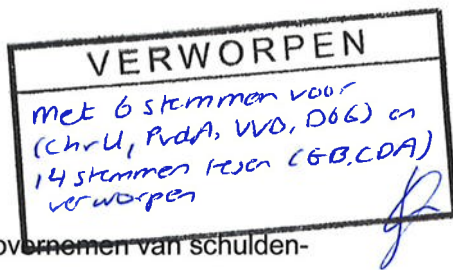 VERWORPEN
met 6 stemmen voor
(ChrU, PvdA, VVD, D66) en
14 stemmen tegen (GB, CDA)
verworpen
overnemen van schulden-